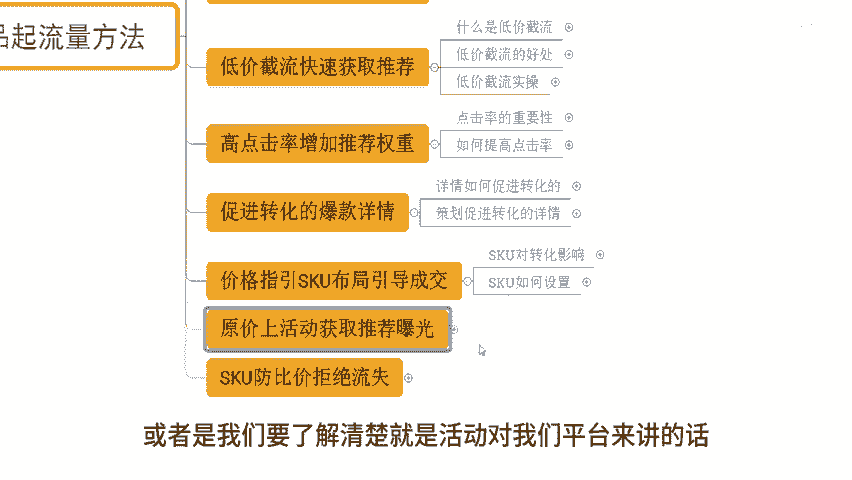 品起流量方法
低价截流快速获取推荐
什么是低价截流
低价截流的好处
低价截流实操
高点击率增加推荐权重
点击率的重要性
如何提高点击率
促进转化的爆款详情
详情如何促进转化的
策划促进转化的详情
价格指引SKU布局引导成交
SKU对转化影响
SKU如何设置
原价上活动获取推荐曝光
SKU防比价拒绝流失
或者是我们要了解清楚就是活动对我们平台来讲的话